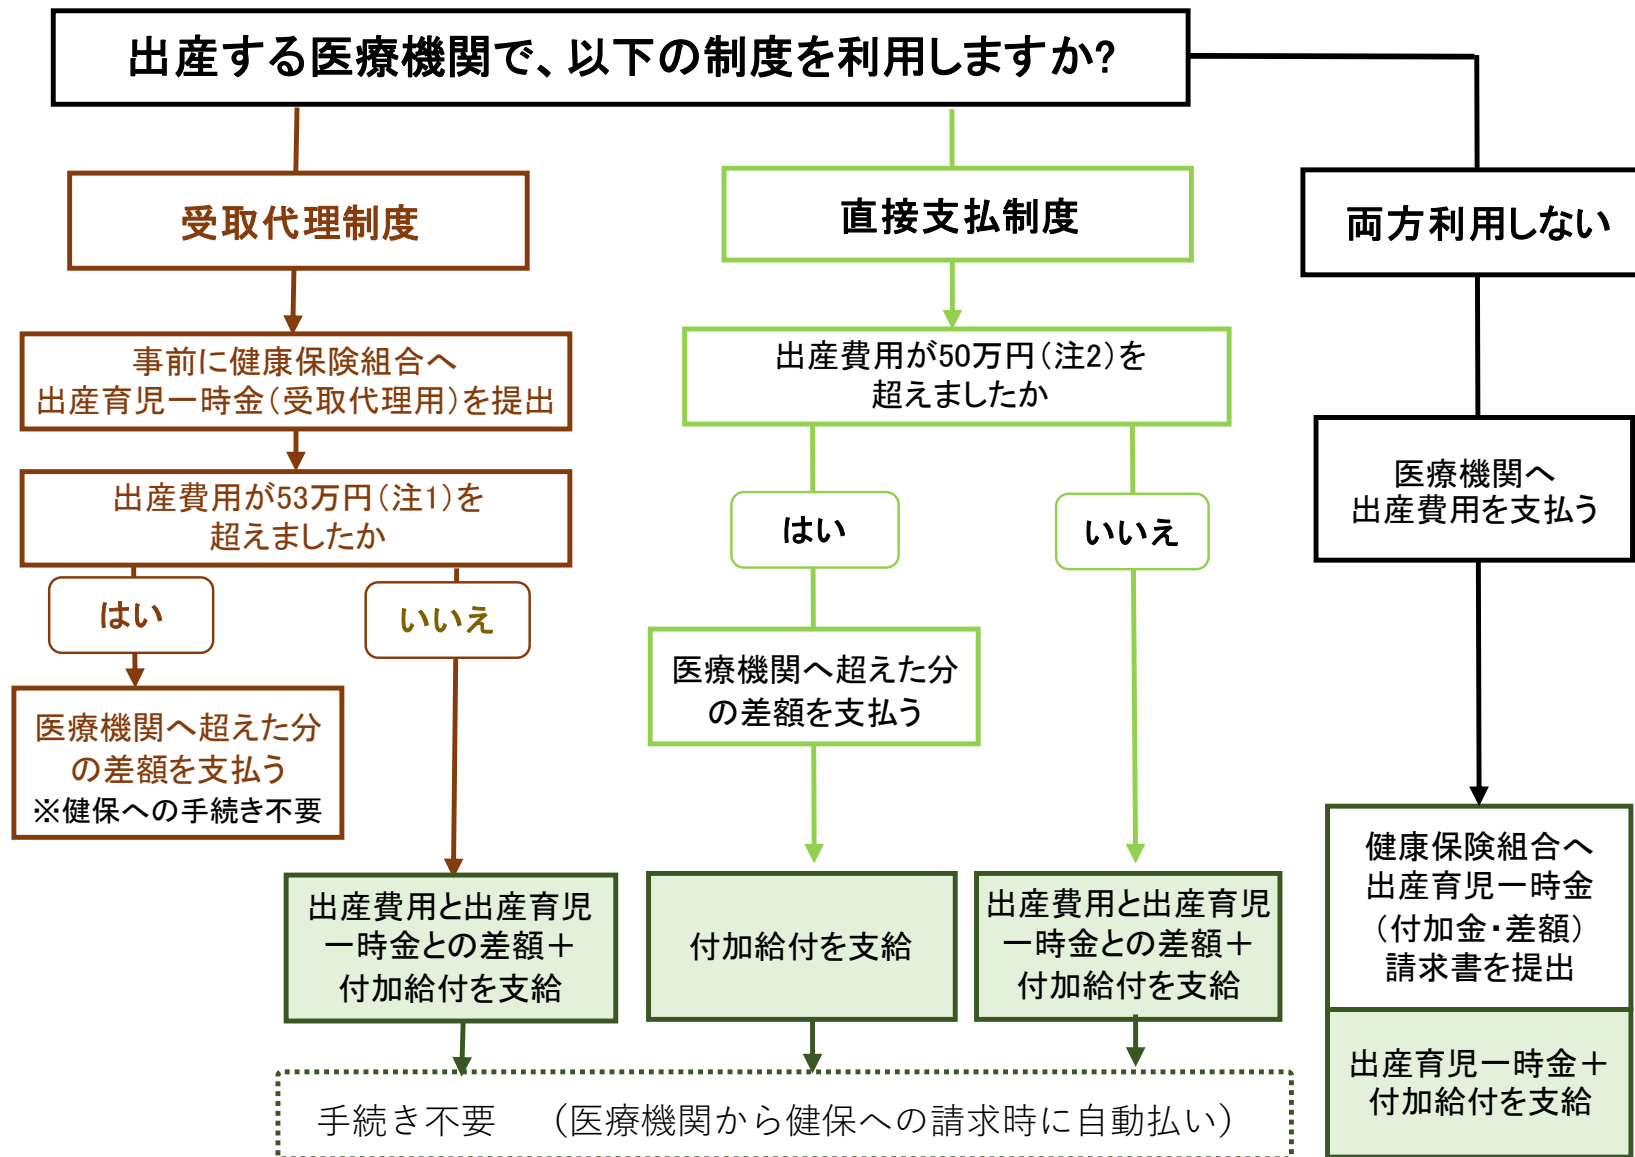 出産する医療機関で、以下の制度を利用しますか?
受取代理制度
事前に健康保険組合へ
出産育児一時金(受取代理用)を提出
出産費用が53万円(注1)を
超えましたか
はい
いいえ
医療機関へ超えた分
の差額を支払う
※健保への手続き不要
出産費用と出産育児
一時金との差額＋
付加給付を支給
直接支払制度
出産費用が50万円(注2)を
超えましたか
はい
いいえ
医療機関へ超えた分
の差額を支払う
付加給付を支給
出産費用と出産育児
一時金との差額＋
付加給付を支給
手続き不要　（医療機関から健保への請求時に自動払い）
両方利用しない
医療機関へ
出産費用を支払う
健康保険組合へ
出産育児一時金
(付加金・差額)
請求書を提出
出産育児一時金＋
付加給付を支給